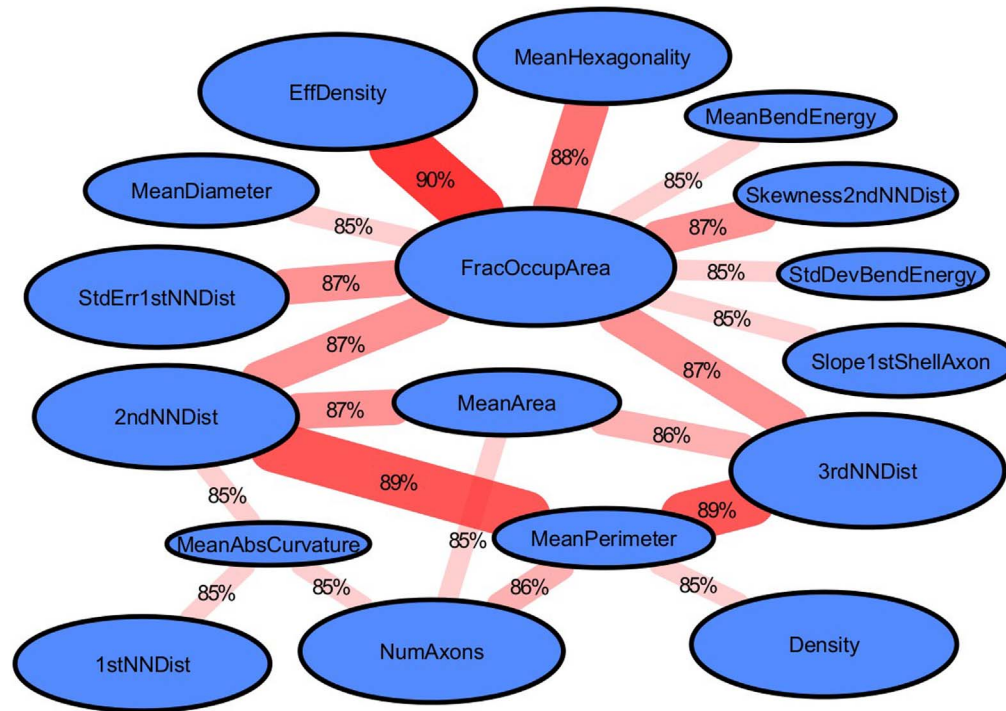 MeanHexagonality
EffDensity
MeanBendEnergy
90%
88%
85%
MeanDiameter
Skewness2ndNNDist
85%
87%
FracOccupArea
85%
StdDevBendEnergy
StdErr1stNNDist
87%
85%
87%
87%
Slope1stShellAxon
2ndNNDist
87%
MeanArea
86%
3rdNNDist
89%
89%
85%
MeanAbsCurvature
85%
MeanPerimeter
85%
85%
86%
85%
1stNNDist
NumAxons
Density